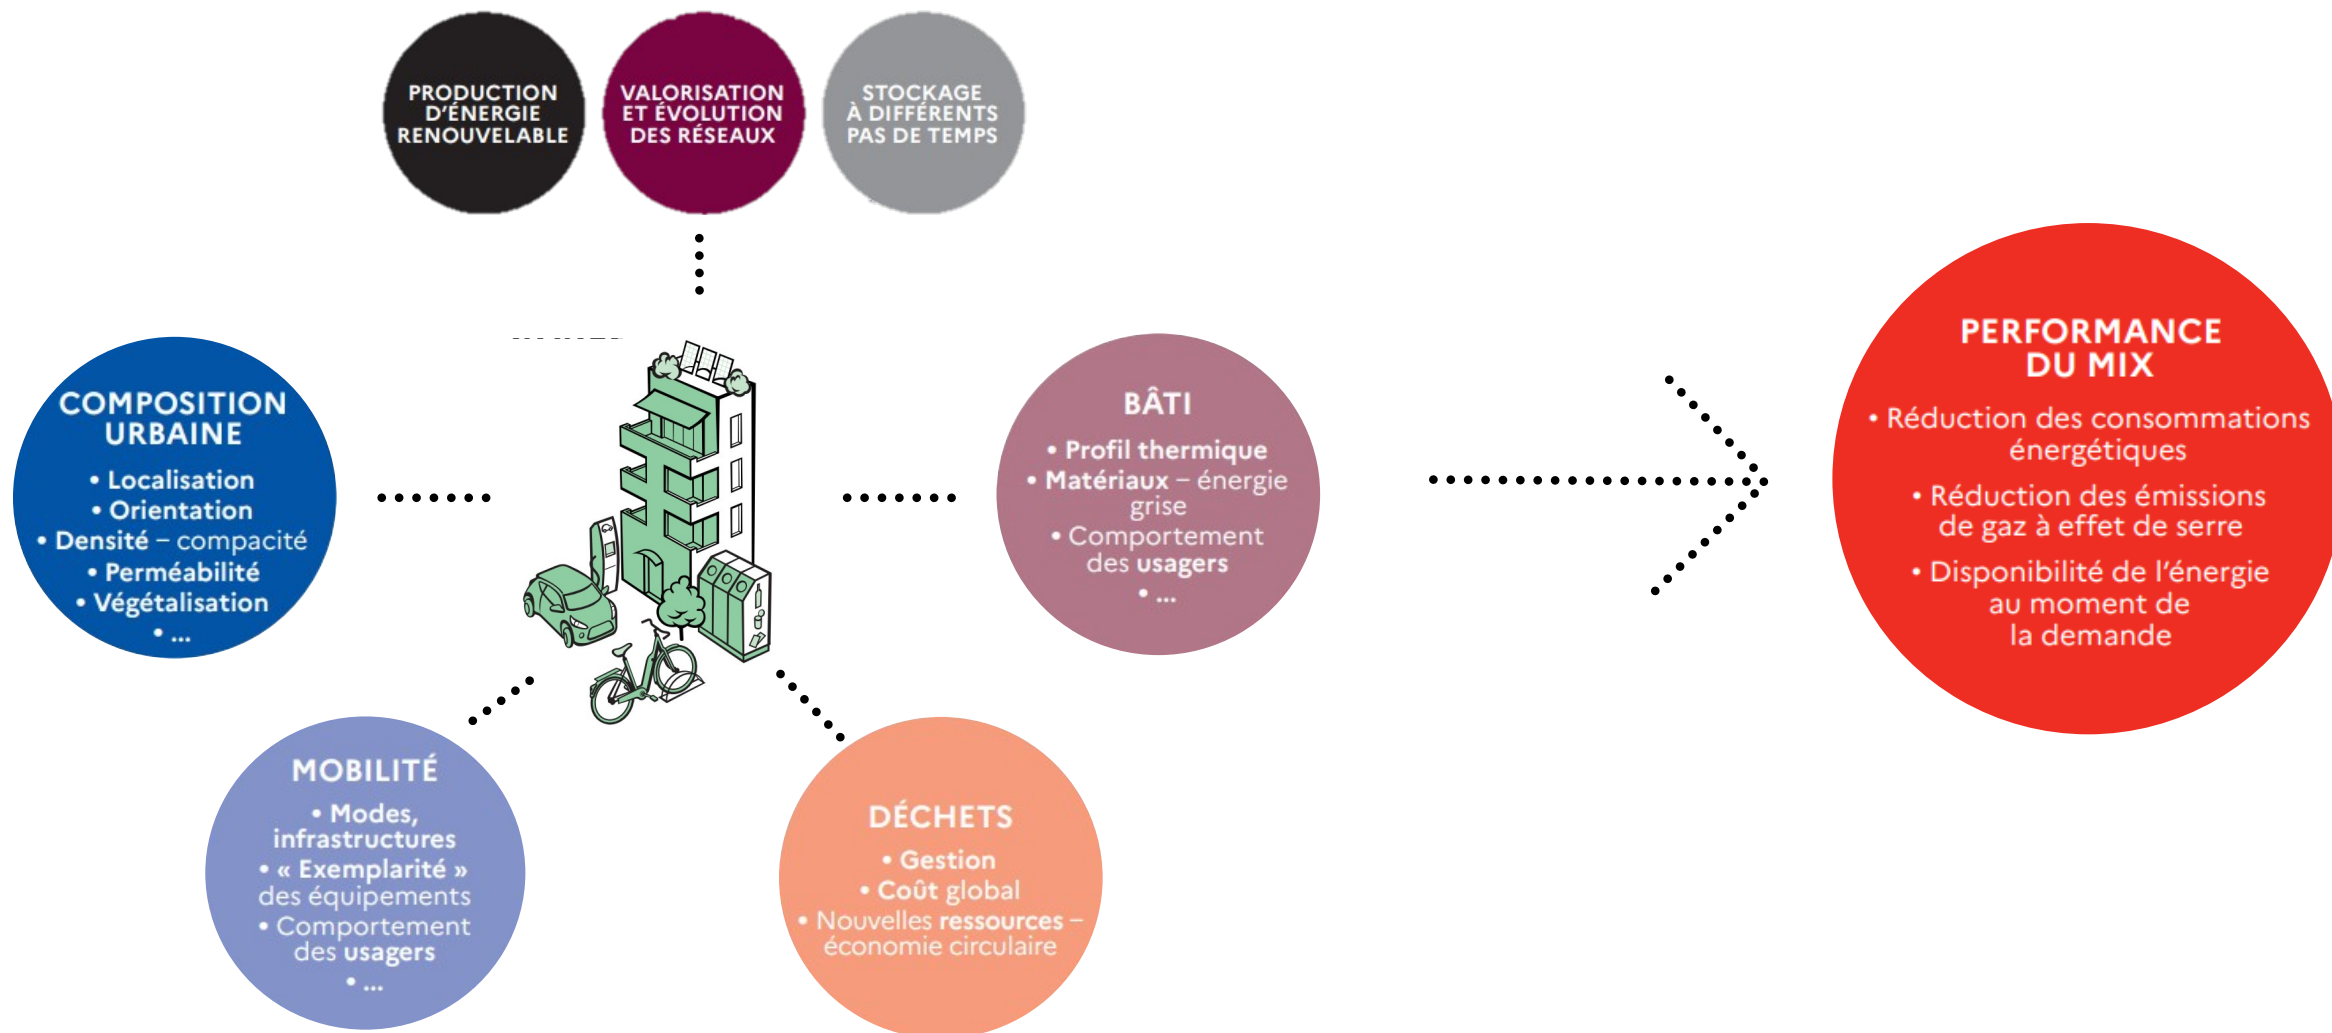 PRODUCTION
D'ÉNERGIE
RENOUVELABLE
VALORISATION
ET ÉVOLUTION
DES RÉSEAUX
STOCKAGE
À DIFFÉRENTS
PAS DE TEMPS
COMPOSITION
URBAINE
• Localisation
• Orientation
• Densité – compacité
• Perméabilité
• Végétalisation
• ...
BÂTI
• Profil thermique
• Matériaux – énergie
grise
• Comportement
des usagers
• ...
MOBILITÉ
• Modes,
infrastructures
• « Exemplarité »
des équipements
• Comportement
des usagers
• ...
DÉCHETS
• Gestion
• Coût global
• Nouvelles ressources –
économie circulaire
PERFORMANCE
DU MIX
• Réduction des consommations
énergétiques
• Réduction des émissions
de gaz à effet de serre
• Disponibilité de l'énergie
au moment de
la demande